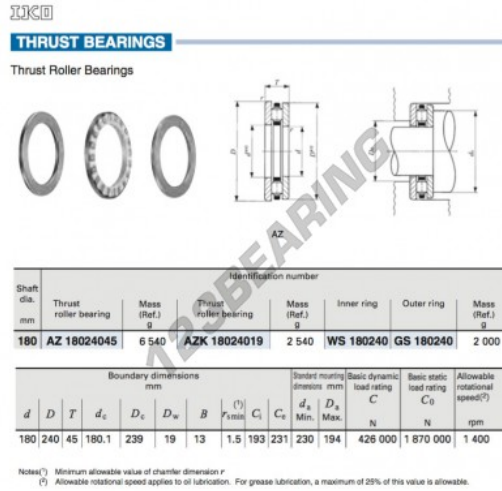 IKO
THRUST BEARINGS
Thrust Roller Bearings
T
r
D
d
AZ
123BEARING
Identification number
Shaft dia. mm
Thrust roller bearing
Mass (Ref.) g
Thrust roller bearing
Mass (Ref.) g
Inner ring
Outer ring
Mass (Ref.) g
180 AZ 18024045 6 540 AZK 18024019 2 540 WS 180240 GS 180240 2 000
Boundary dimensions mm
Standard mounting dimensions mm
Basic dynamic load rating C N
Basic static load rating C0 N
Allowable rotational speed(2) rpm
d D T dc Dc Dw B rs min(1) Ci Ce da Min. Da Max.
180 240 45 180.1 239 19 13 1.5 193 231 230 194 426 000 1 870 000 1 400
Notes(1) Minimum allowable value of chamfer dimension r
(2) Allowable rotational speed applies to oil lubrication. For grease lubrication, a maximum of 25% of this value is allowable.